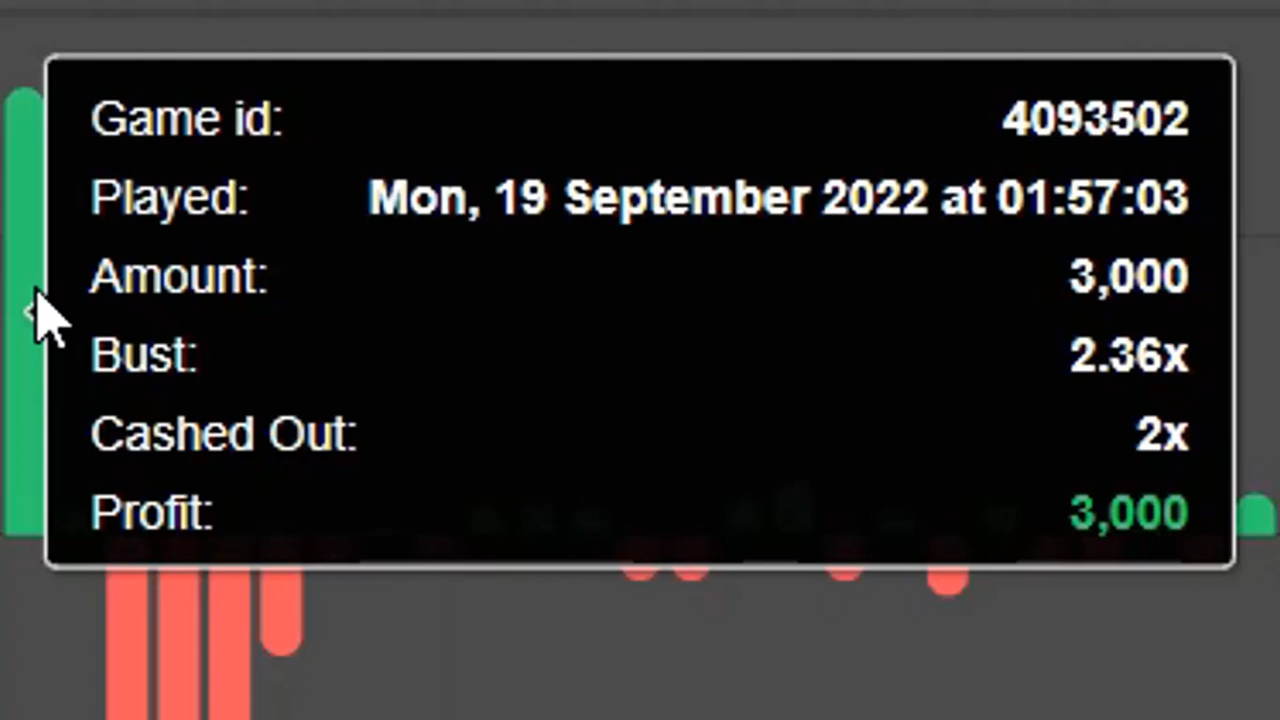 Game id: 4093502
Played: Mon, 19 September 2022 at 01:57:03
Amount: 3,000
Bust: 2.36x
Cashed Out: 2x
Profit: 3,000